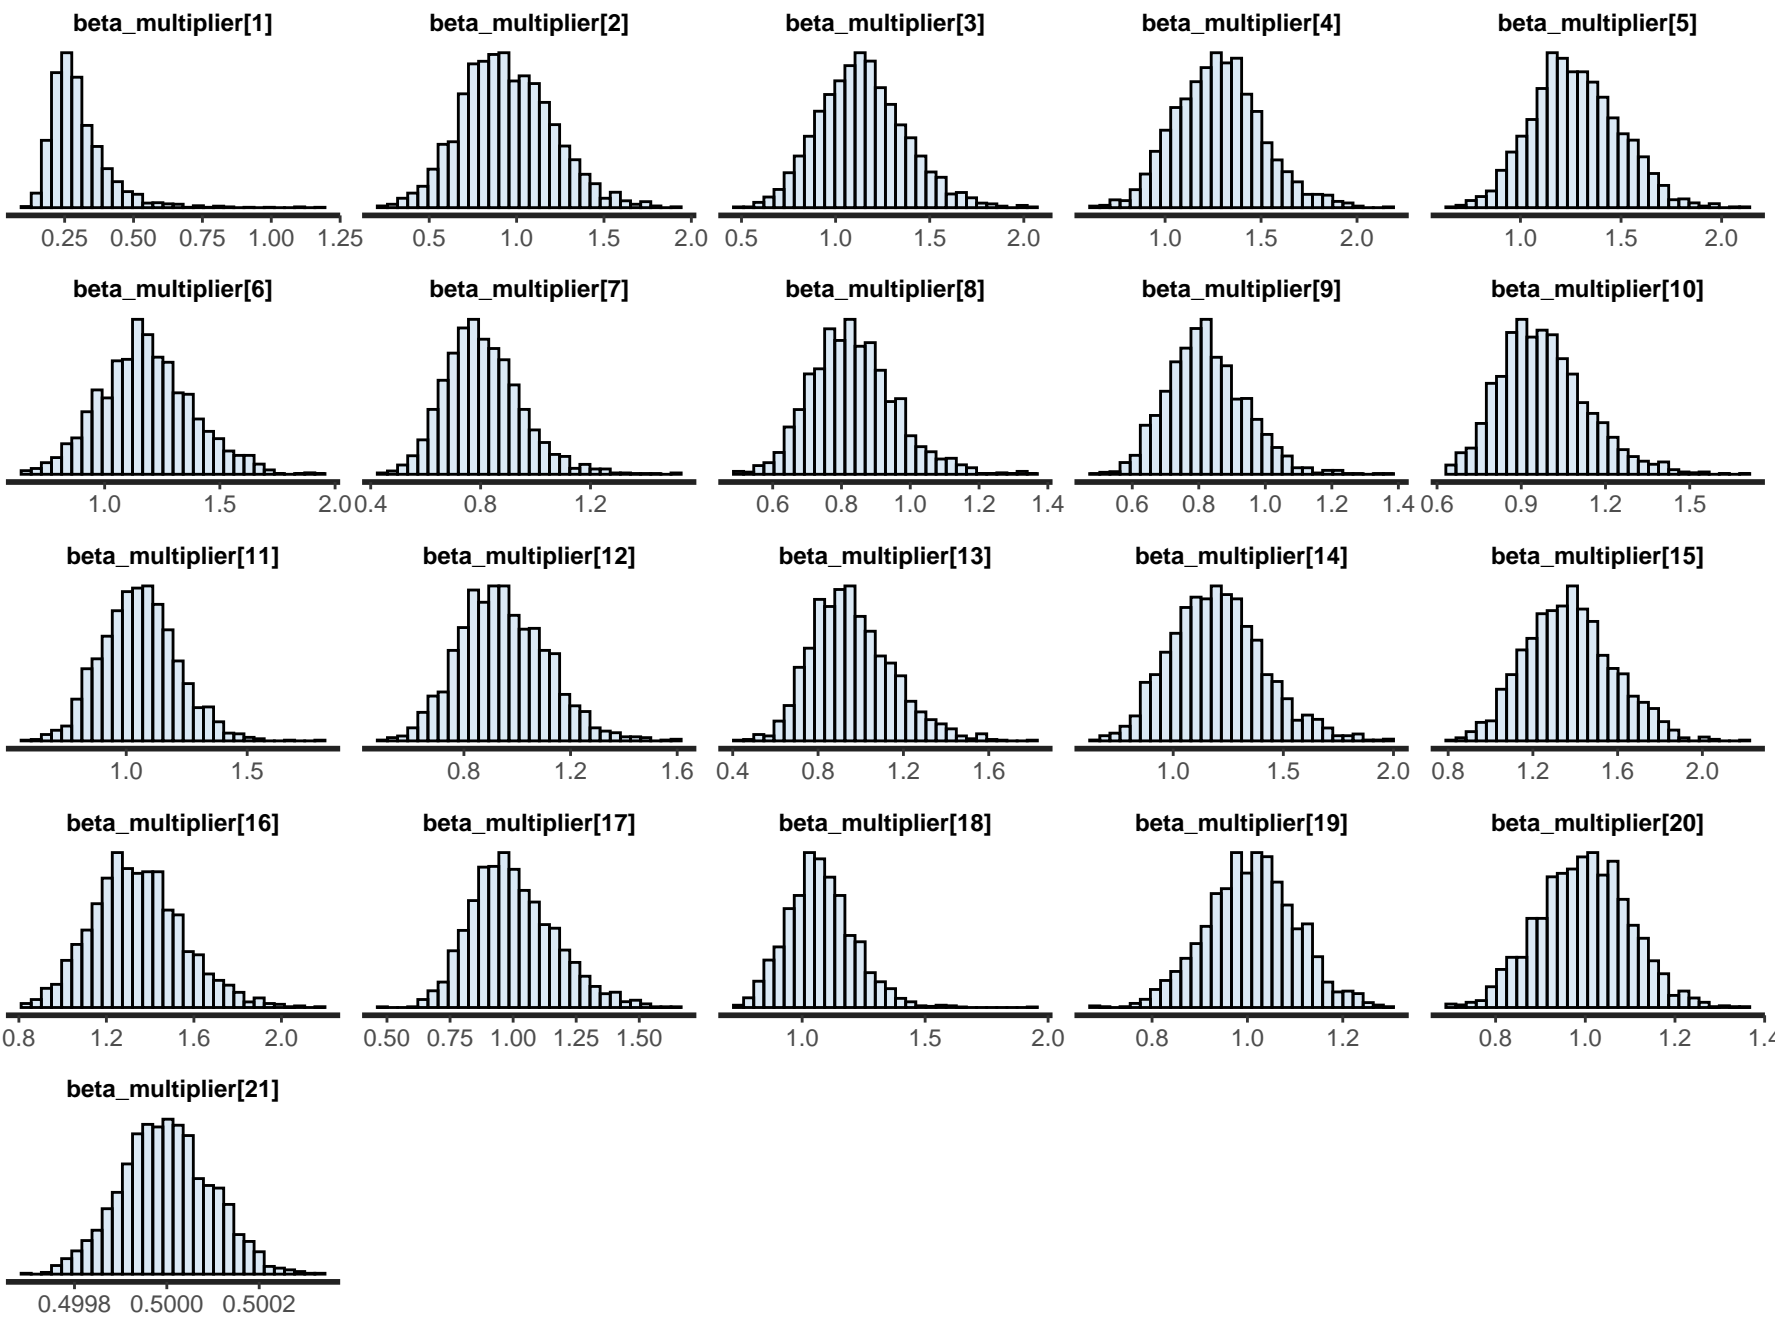 beta_multiplier[1] beta_multiplier[2] beta_multiplier[3] beta_multiplier[4] beta_multiplier[5]
0.25 0.50 0.75 1.00 1.25 0.5 1.0 1.5 2.0 0.5 1.0 1.5 2.0 1.0 1.5 2.0 1.0 1.5 2.0
beta_multiplier[6] beta_multiplier[7] beta_multiplier[8] beta_multiplier[9] beta_multiplier[10]
1.0 1.5 2.0 0.4 0.8 1.2 0.6 0.8 1.0 1.2 1.4 0.6 0.8 1.0 1.2 1.4 0.6 0.9 1.2 1.5
beta_multiplier[11] beta_multiplier[12] beta_multiplier[13] beta_multiplier[14] beta_multiplier[15]
1.0 1.5 0.8 1.2 1.6 0.4 0.8 1.2 1.6 1.0 1.5 2.0 0.8 1.2 1.6 2.0
beta_multiplier[16] beta_multiplier[17] beta_multiplier[18] beta_multiplier[19] beta_multiplier[20]
0.8 1.2 1.6 2.0 0.50 0.75 1.00 1.25 1.50 1.0 1.5 2.0 0.8 1.0 1.2 0.8 1.0 1.2 1.4
beta_multiplier[21]
0.4998 0.5000 0.5002